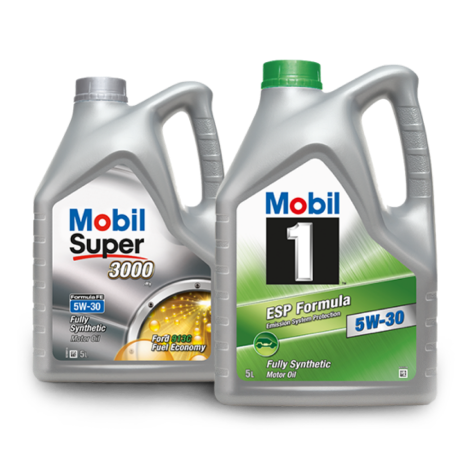 Mobil
Super
3000
Formula FE
5W-30
Fully
Synthetic
Motor Oil
5L
Ford 913C
Fuel Economy
Mobil
1
ESP Formula
Emission System Protection
5W-30
Fully Synthetic
Motor Oil
5L